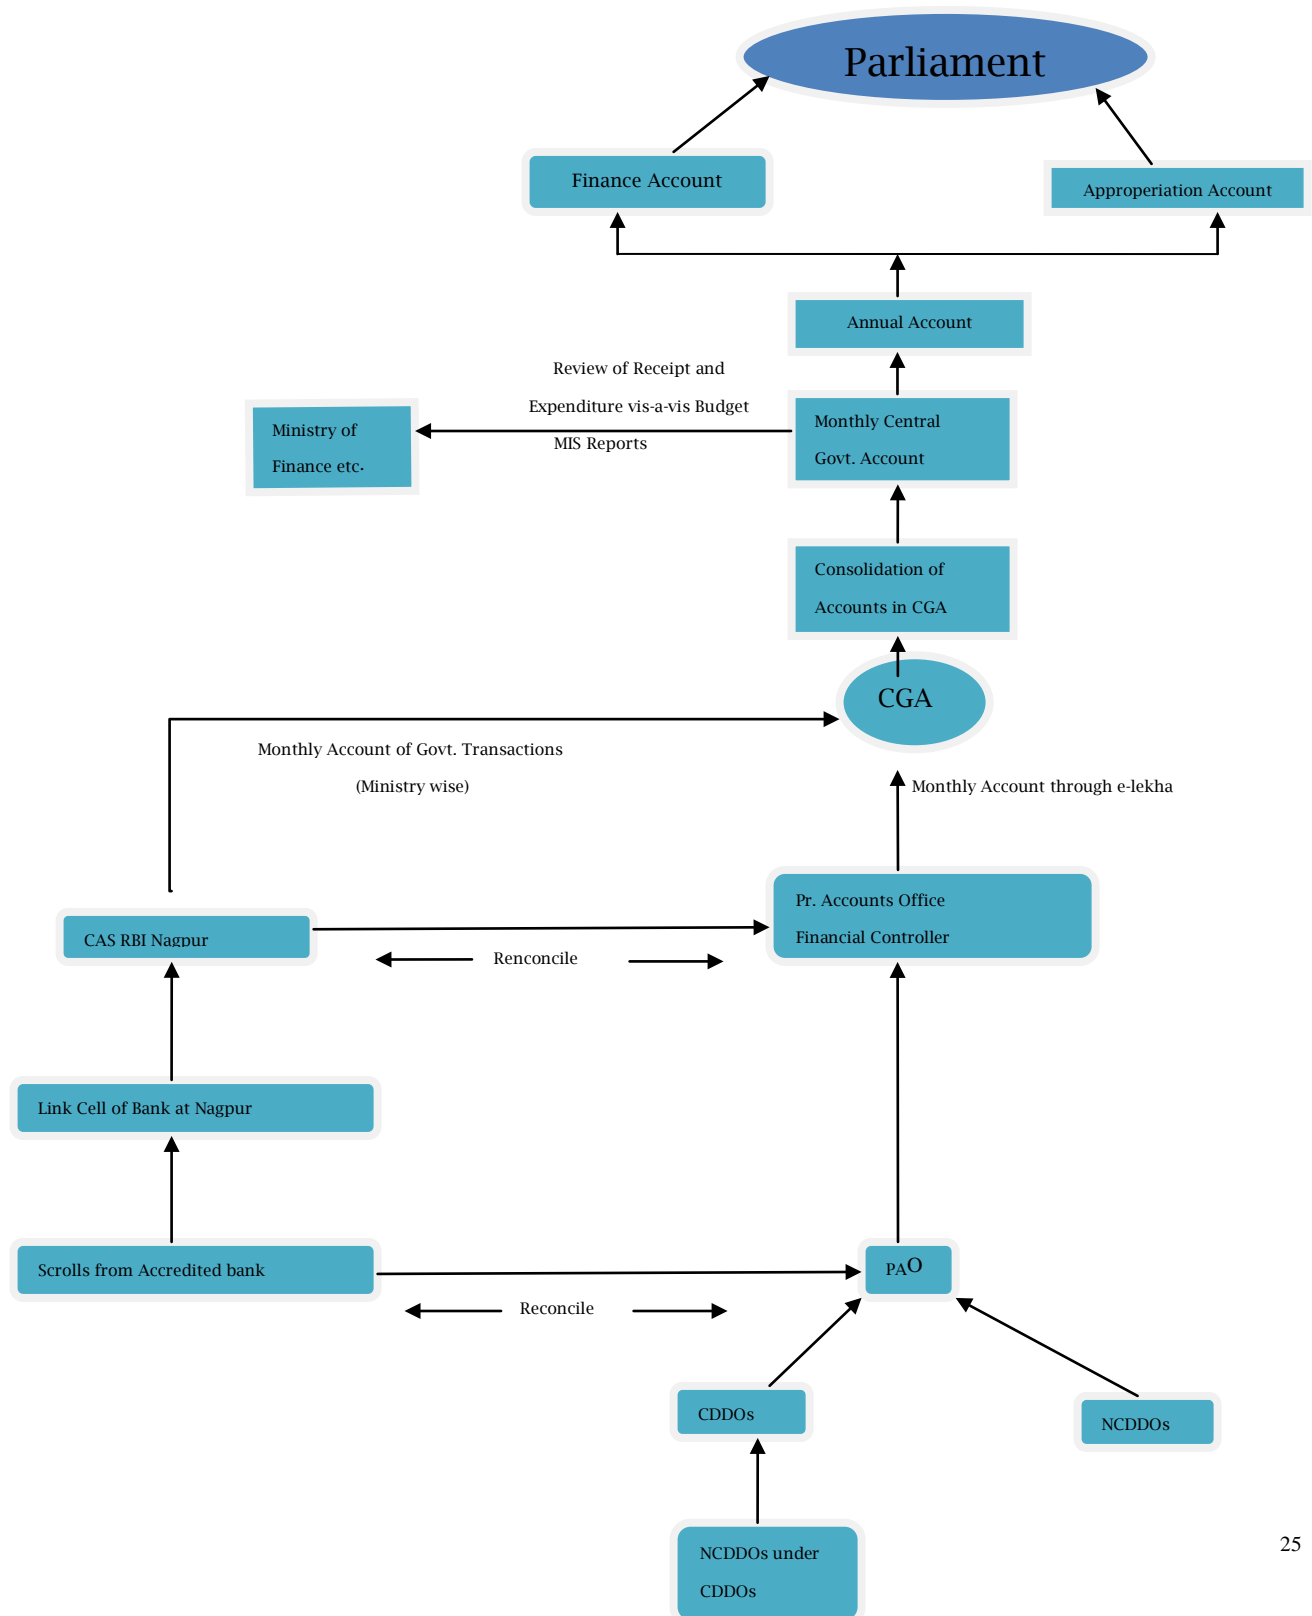 Parliament
Finance Account
Approperiation Account
Annual Account
Review of Receipt and
Expenditure vis-a-vis Budget
MIS Reports
Ministry of
Finance etc.
Monthly Central
Govt. Account
Consolidation of
Accounts in CGA
CGA
Monthly Account of Govt. Transactions
(Ministry wise)
Monthly Account through e-lekha
Pr. Accounts Office
Financial Controller
CAS RBI Nagpur
Renconcile
Link Cell of Bank at Nagpur
Scrolls from Accredited bank
PAO
Reconcile
CDDOs
NCDDOs
NCDDOs under
CDDOs
25